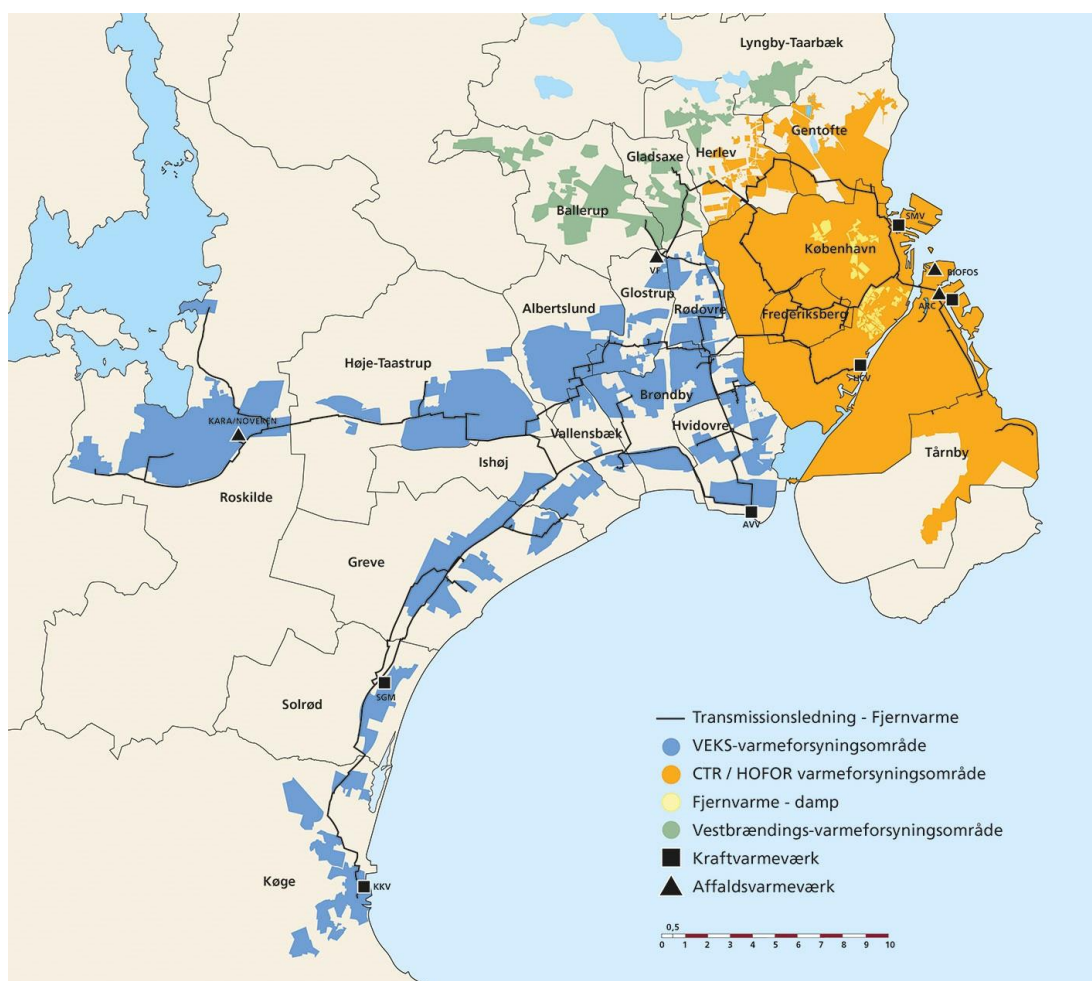 Lyngby-Taarbæk
Gentofte
Gladsaxe
Herlev
Ballerup
SMV
København
BIOFOS
VF
ARC
Glostrup
Albertslund
Rødovre
Frederiksberg
Høje-Taastrup
HCV
Brøndby
KARA/NOVEREN
Hvidovre
Vallensbæk
Tårnby
Ishøj
Roskilde
AVV
Greve
SGM
Solrød
Køge
KKV
Transmissionsledning - Fjernvarme
VEKS-varmeforsyningsområde
CTR / HOFOR varmeforsyningsområde
Fjernvarme - damp
Vestbrændings-varmeforsyningsområde
Kraftvarmeværk
Affaldsvarmeværk
0,5
0 1 2 3 4 5 6 7 8 9 10